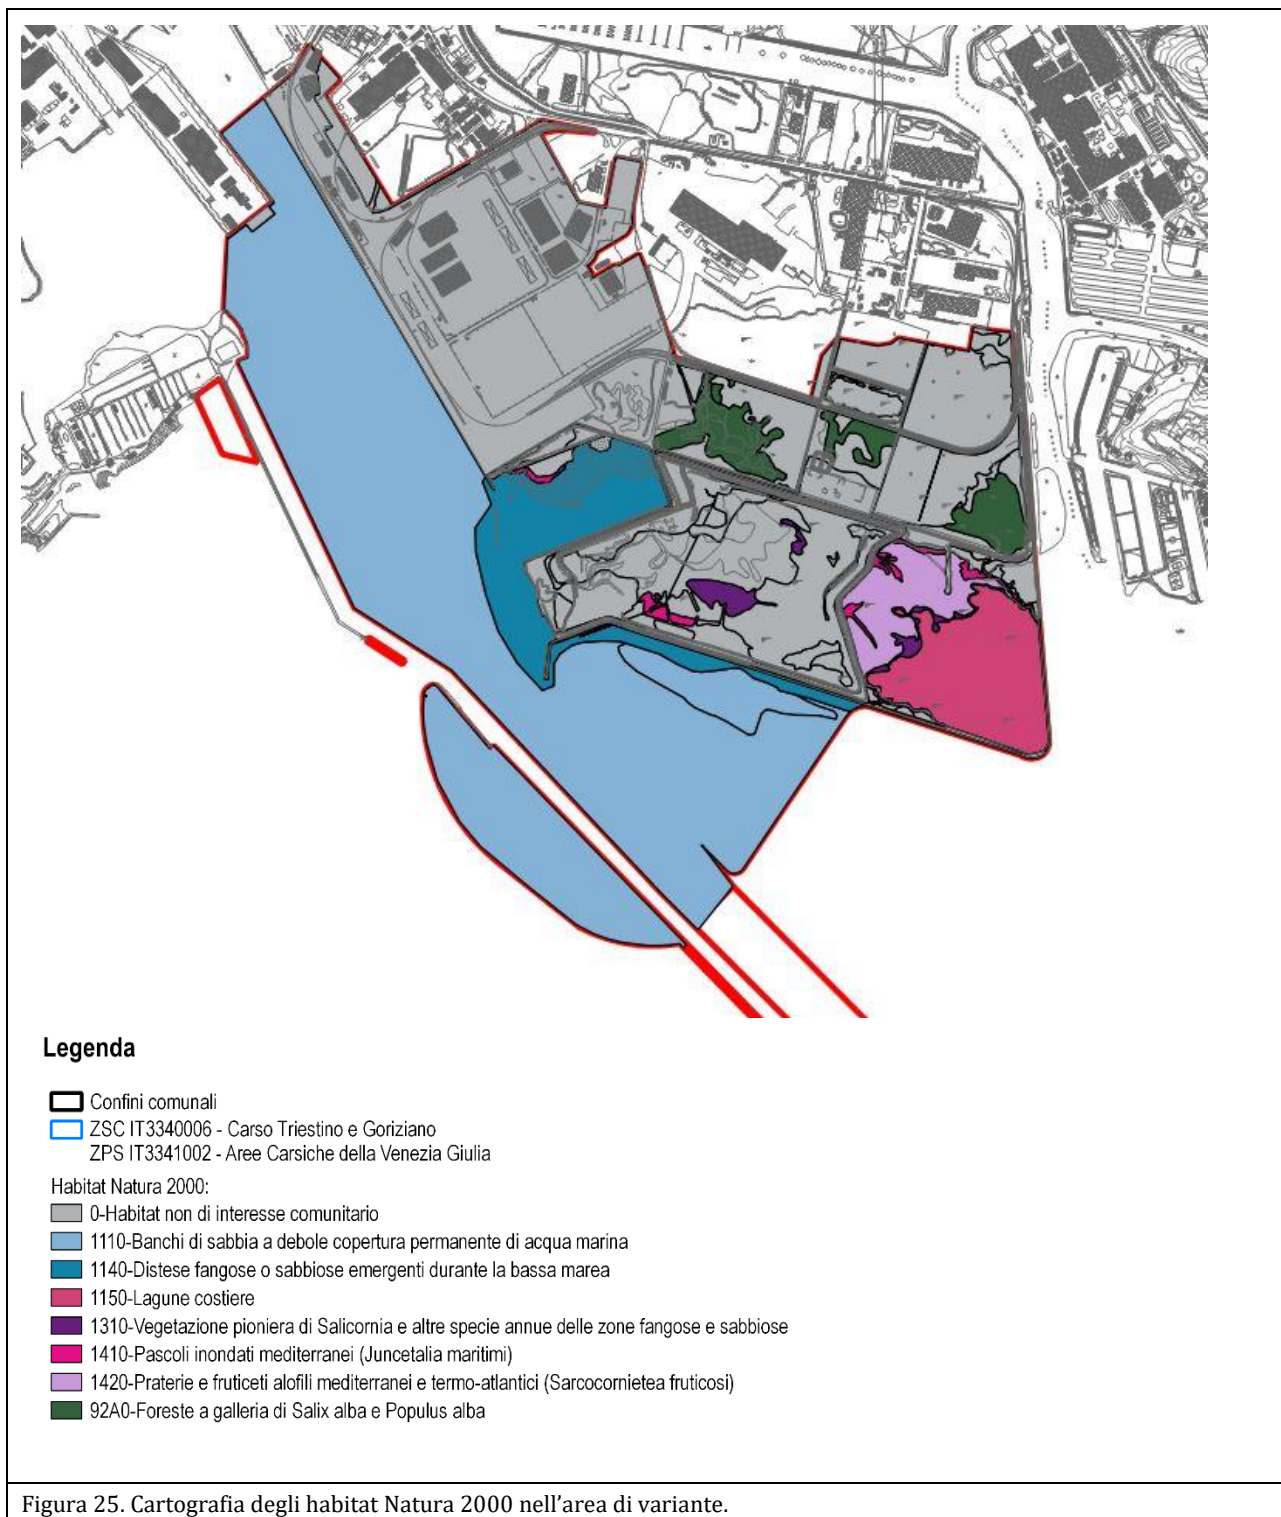 Legenda
Confini comunali
ZSC IT3340006 - Carso Triestino e Goriziano
ZPS IT3341002 - Aree Carsiche della Venezia Giulia
Habitat Natura 2000:
0-Habitat non di interesse comunitario
1110-Banchi di sabbia a debole copertura permanente di acqua marina
1140-Distese fangose o sabbiose emergenti durante la bassa marea
1150-Lagune costiere
1310-Vegetazione pioniera di Salicornia e altre specie annue delle zone fangose e sabbiose
1410-Pascoli inondati mediterranei (Juncetalia maritimi)
1420-Praterie e fruticeti alofili mediterranei e termo-atlantici (Sarcocornietea fruticosi)
92A0-Foreste a galleria di Salix alba e Populus alba
Figura 25. Cartografia degli habitat Natura 2000 nell'area di variante.